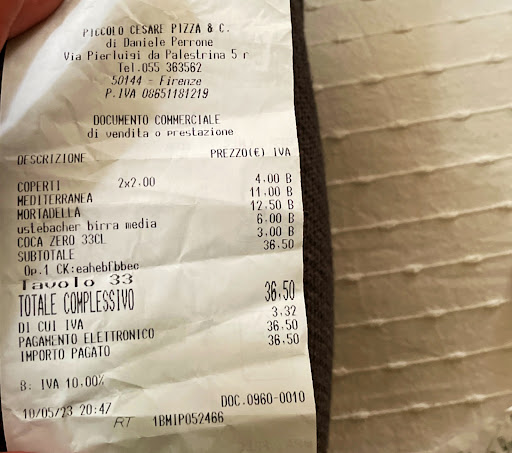 PICCOLO CESARE PIZZA & C.
di Daniele Perrone
Via Pierluigi da Palestrina 5 r
Tel.055 363562
50144 - Firenze
P.IVA 08651181219
DOCUMENTO COMMERCIALE
di vendita o prestazione
DESCRIZIONE PREZZO(€) IVA
COPERTI 2x2.00 4.00 B
MEDITERRANEA 11.00 B
MORTADELLA 12.50 B
ustebacher birra media 6.00 B
COCA ZERO 33CL 3.00 B
SUBTOTALE 36.50
Op.1 CK:eahebfbbec
Tavolo 33
TOTALE COMPLESSIVO 36,50
DI CUI IVA 3.32
PAGAMENTO ELETTRONICO 36.50
IMPORTO PAGATO 36.50
B: IVA 10.00%
10/05/23 20:47 DOC.0960-0010
RT 1BMIP052466